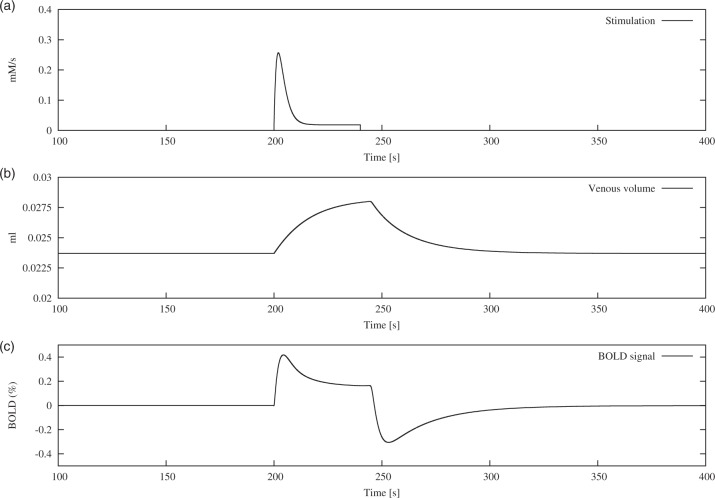 (a)
0.4
0.3
0.2
0.1
0
mM/s
Stimulation
100 150 200 250 300 350 400
Time [s]
(b)
0.03
0.0275
0.025
0.0225
0.02
ml
Venous volume
100 150 200 250 300 350 400
Time [s]
(c)
0.4
0.2
0
-0.2
-0.4
BOLD (%)
BOLD signal
100 150 200 250 300 350 400
Time [s]